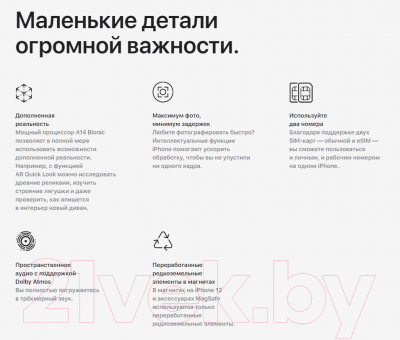 Маленькие детали
огромной важности.
Дополненная
реальность
Мощный процессор A14 Bionic
позволяет в полной мере
использовать возможности
дополненной реальности.
Например, с функцией
AR Quick Look можно исследовать
древние реликвии, изучить
строение лягушки и даже
проверить, как впишется
в интерьер новый диван.
Максимум фото,
минимум задержек
Любите фотографировать быстро?
Интеллектуальные функции
iPhone помогают ускорить
обработку, чтобы вы не упустили
ни одного кадра.
Используйте
два номера
Благодаря поддержке двух
SIM-карт — обычной и eSIM —
вы сможете пользоваться
и личным, и рабочим номером
на одном iPhone.
Пространственное
аудио с поддержкой
Dolby Atmos
Вы полностью погружаетесь
в трёхмерный звук.
Переработанные
редкоземельные
элементы в магнитах
В магнитах на iPhone 12
и аксессуарах MagSafe
используются только
переработанные
редкоземельные элементы.
21vek.by